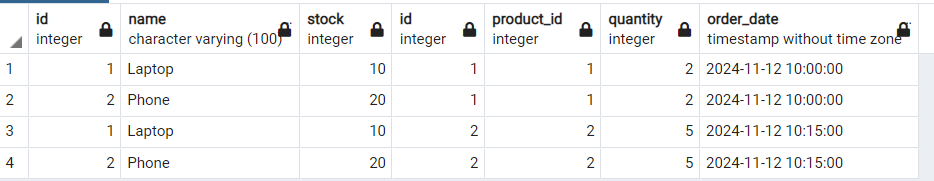 id name stock id product_id quantity order_date
integer character varying (100) integer integer integer integer timestamp without time zone
1 1 Laptop 10 1 1 2 2024-11-12 10:00:00
2 2 Phone 20 1 1 2 2024-11-12 10:00:00
3 1 Laptop 10 2 2 5 2024-11-12 10:15:00
4 2 Phone 20 2 2 5 2024-11-12 10:15:00